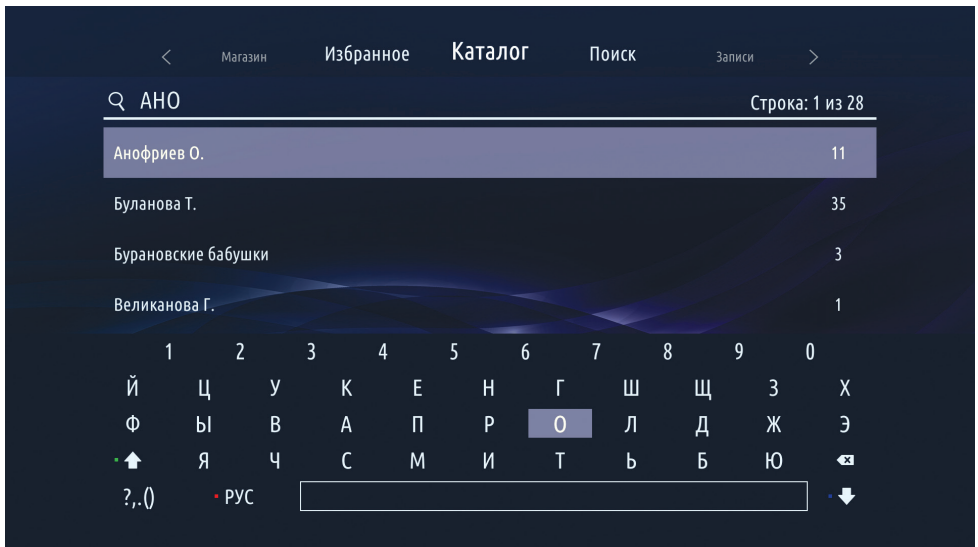 < Магазин Избранное Каталог Поиск Записи >
АНО Строка: 1 из 28
Анофриев О. 11
Буланова Т. 35
Бурановские бабушки 3
Великанова Г. 1
1 2 3 4 5 6 7 8 9 0
Й Ц У К Е Н Г Ш Щ З Х
Ф Ы В А П Р О Л Д Ж Э
Я Ч С М И Т Ь Б Ю
?,.() РУС